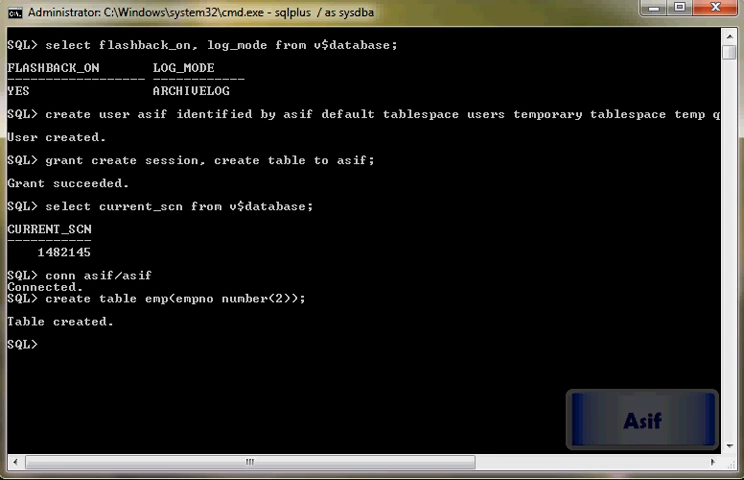 Administrator: C:\Windows\system32\cmd.exe - sqlplus / as sysdba
SQL> select flashback_on, log_mode from v$database;
FLASHBACK_ON LOG_MODE
------------------ ------------
YES ARCHIVELOG
SQL> create user asif identified by asif default tablespace users temporary tablespace temp q
User created.
SQL> grant create session, create table to asif;
Grant succeeded.
SQL> select current_scn from v$database;
CURRENT_SCN
-----------
1482145
SQL> conn asif/asif
Connected.
SQL> create table emp(empno number(2));
Table created.
SQL>
Asif